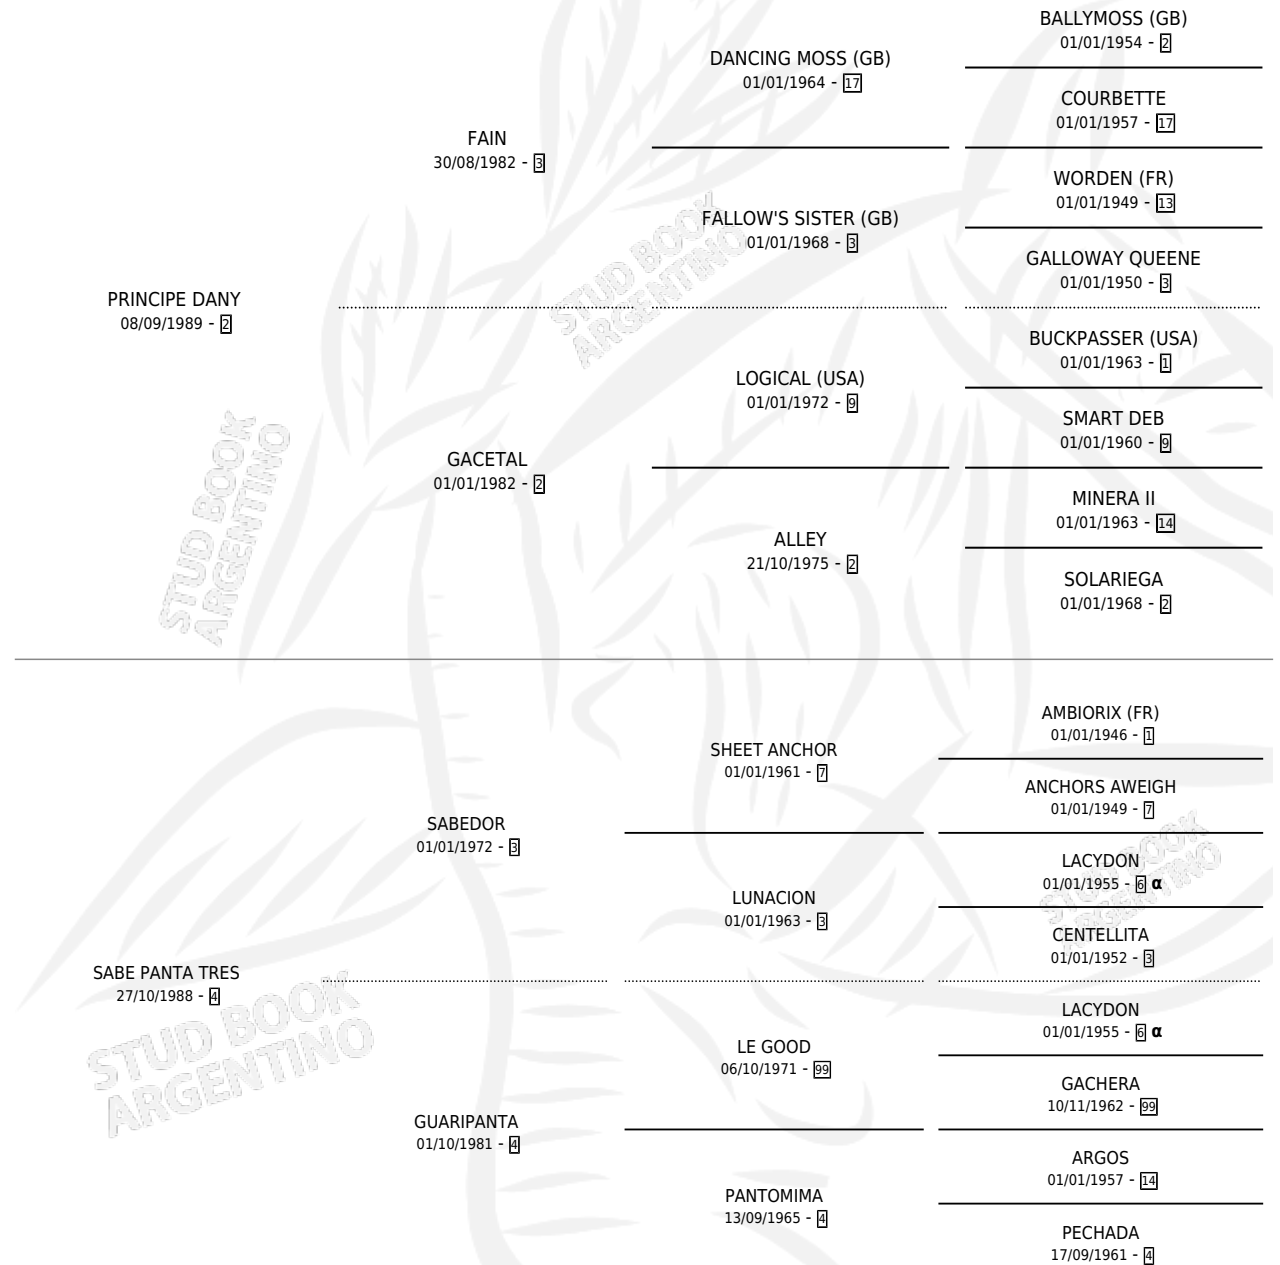 BALLYMOSS (GB)
01/01/1954 - 2
DANCING MOSS (GB)
01/01/1964 - 17
COURBETTE
01/01/1957 - 17
FAIN
30/08/1982 - 3
WORDEN (FR)
01/01/1949 - 13
FALLOW'S SISTER (GB)
01/01/1968 - 3
GALLOWAY QUEENE
01/01/1950 - 3
PRINCIPE DANY
08/09/1989 - 2
BUCKPASSER (USA)
01/01/1963 - 1
LOGICAL (USA)
01/01/1972 - 9
SMART DEB
01/01/1960 - 9
GACETAL
01/01/1982 - 2
MINERA II
01/01/1963 - 14
ALLEY
21/10/1975 - 2
SOLARIEGA
01/01/1968 - 2
AMBIORIX (FR)
01/01/1946 - 1
SHEET ANCHOR
01/01/1961 - 7
ANCHORS AWEIGH
01/01/1949 - 7
SABEDOR
01/01/1972 - 3
LACYDON
01/01/1955 - 6 α
LUNACION
01/01/1963 - 3
CENTELLITA
01/01/1952 - 3
SABE PANTA TRES
27/10/1988 - 4
LACYDON
01/01/1955 - 6 α
LE GOOD
06/10/1971 - 99
GACHERA
10/11/1962 - 99
GUARIPANTA
01/10/1981 - 4
ARGOS
01/01/1957 - 14
PANTOMIMA
13/09/1965 - 4
PECHADA
17/09/1961 - 4
STUD BOOK
ARGENTINO
STUD BOOK
ARGENTINO
STUD BOOK
ARGENTINO
STUD BOOK
ARGENTINO